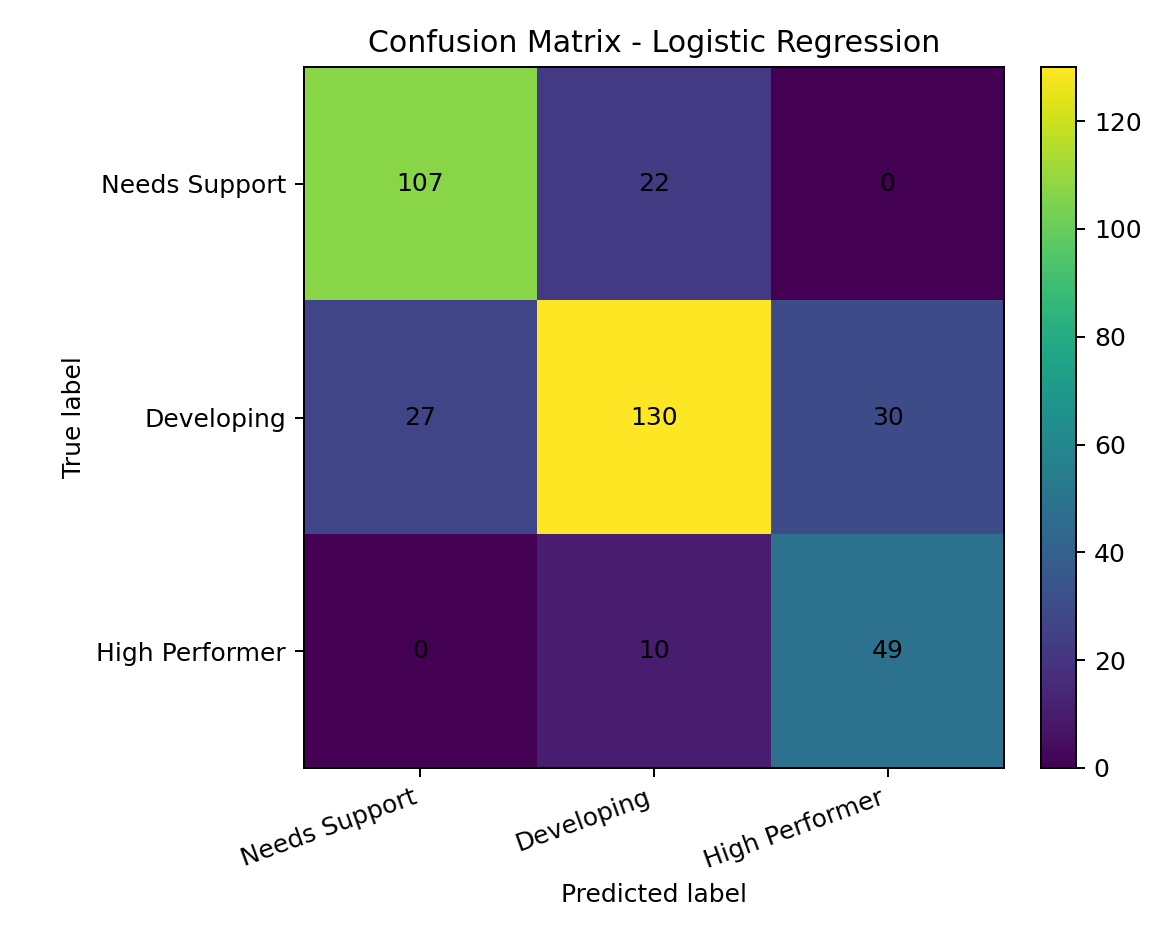 Confusion Matrix - Logistic Regression
Needs Support
107
22
0
Developing
27
130
30
High Performer
0
10
49
True label
Needs Support
Developing
High Performer
Predicted label
120
100
80
60
40
20
0